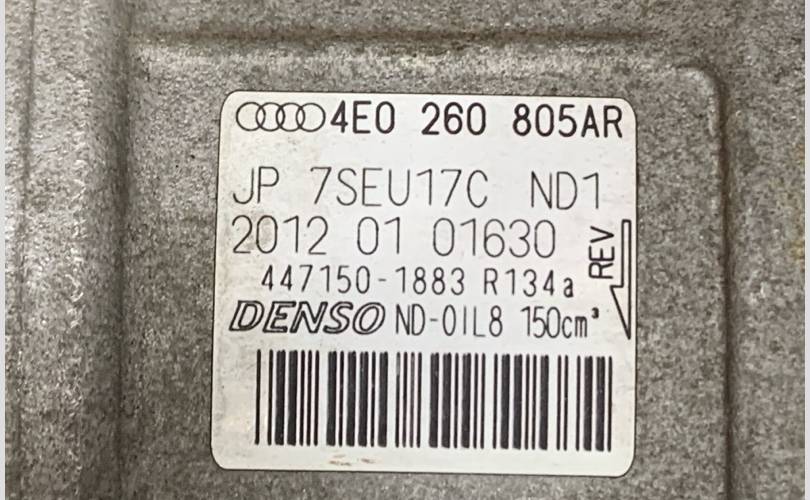 4E0 260 805AR
JP 7SEU17C ND1
2012 01 01630
REV
447150-1883 R134a
DENSO ND-OIL8 150cm³